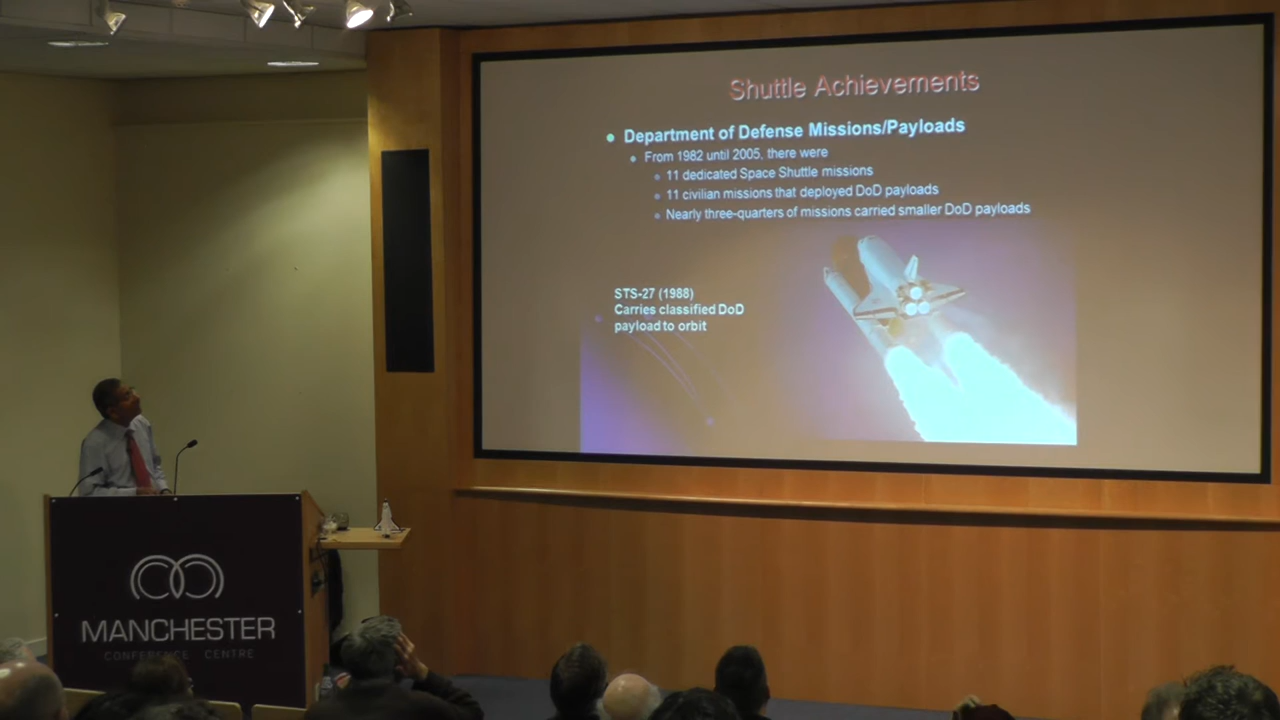 Shuttle Achievements
Department of Defense Missions/Payloads
From 1982 until 2005, there were
11 dedicated Space Shuttle missions
11 civilian missions that deployed DoD payloads
Nearly three-quarters of missions carried smaller DoD payloads
STS-27 (1988)
Carries classified DoD
payload to orbit
MANCHESTER
CONFERENCE CENTRE